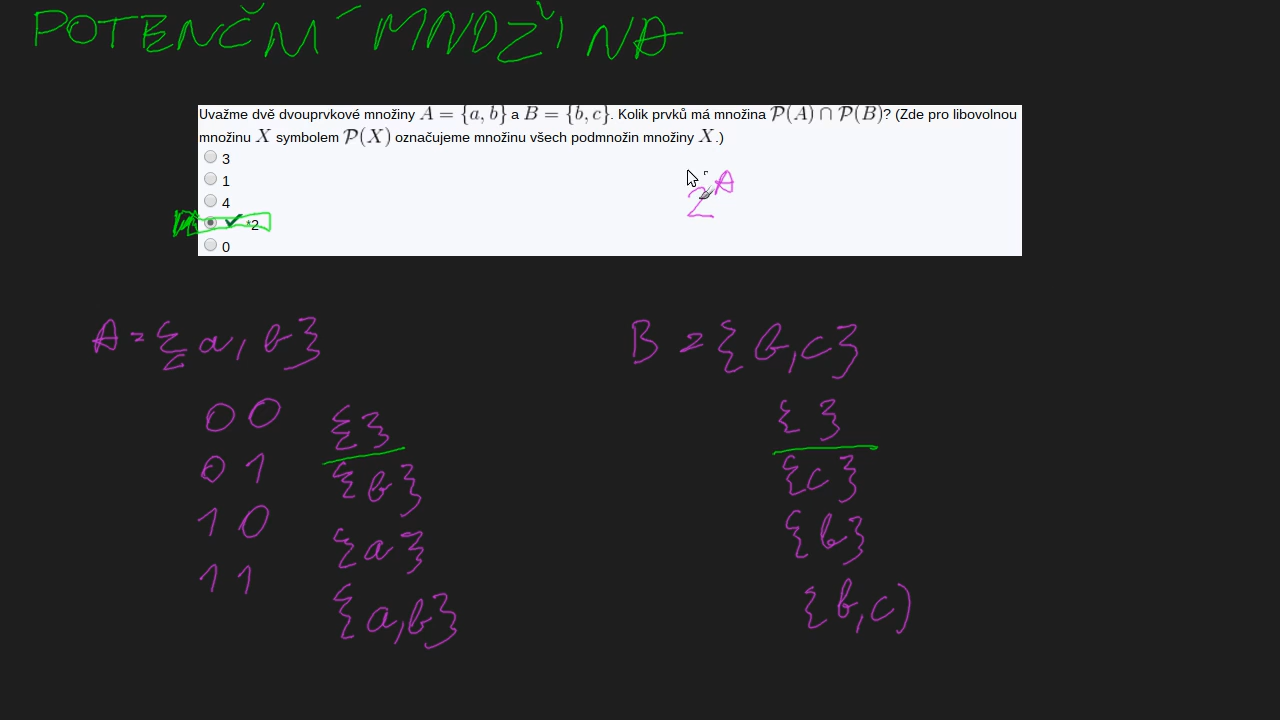 POTENČNÍ MNOŽINA
Uvažme dvě dvouprvkové množiny A = {a, b} a B = {b, c}. Kolik prvků má množina P(A) ∩ P(B)? (Zde pro libovolnou
množinu X symbolem P(X) označujeme množinu všech podmnožin množiny X.)
3
1
4
*2
0
2^A
A = {a, b}
0 0 { }
0 1 {b}
1 0 {a}
1 1 {a,b}
B = {b,c}
{ }
{c}
{b}
{b,c)